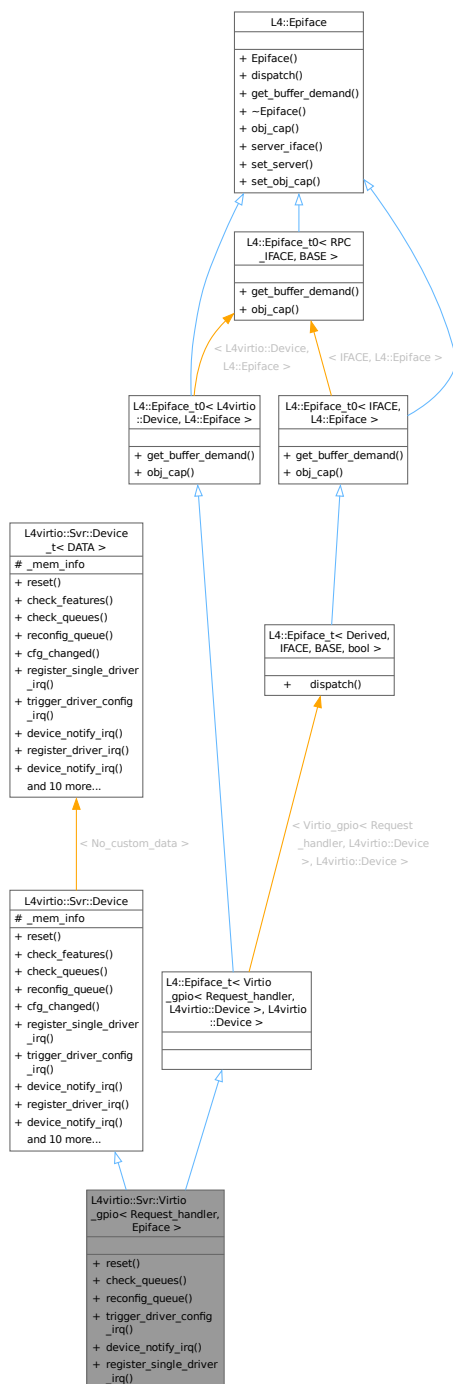 L4::Epiface
+ Epiface()
+ dispatch()
+ get_buffer_demand()
+ ~Epiface()
+ obj_cap()
+ server_iface()
+ set_server()
+ set_obj_cap()
L4::Epiface_t0< RPC
_IFACE, BASE >
+ get_buffer_demand()
+ obj_cap()
< L4virtio::Device,
L4::Epiface >
< IFACE, L4::Epiface >
L4::Epiface_t0< L4virtio
::Device, L4::Epiface >
+ get_buffer_demand()
+ obj_cap()
L4::Epiface_t0< IFACE,
L4::Epiface >
+ get_buffer_demand()
+ obj_cap()
L4virtio::Svr::Device
_t< DATA >
# _mem_info
+ reset()
+ check_features()
+ check_queues()
+ reconfig_queue()
+ cfg_changed()
+ register_single_driver
_irq()
+ trigger_driver_config
_irq()
+ device_notify_irq()
+ register_driver_irq()
+ device_notify_irq()
and 10 more...
L4::Epiface_t< Derived,
IFACE, BASE, bool >
+ dispatch()
< No_custom_data >
< Virtio_gpio< Request
_handler, L4virtio::Device
>, L4virtio::Device >
L4virtio::Svr::Device
# _mem_info
+ reset()
+ check_features()
+ check_queues()
+ reconfig_queue()
+ cfg_changed()
+ register_single_driver
_irq()
+ trigger_driver_config
_irq()
+ device_notify_irq()
+ register_driver_irq()
+ device_notify_irq()
and 10 more...
L4::Epiface_t< Virtio
_gpio< Request_handler,
L4virtio::Device >, L4virtio
::Device >
L4virtio::Svr::Virtio
_gpio< Request_handler,
Epiface >
+ reset()
+ check_queues()
+ reconfig_queue()
+ trigger_driver_config
_irq()
+ device_notify_irq()
+ register_single_driver
_irq()